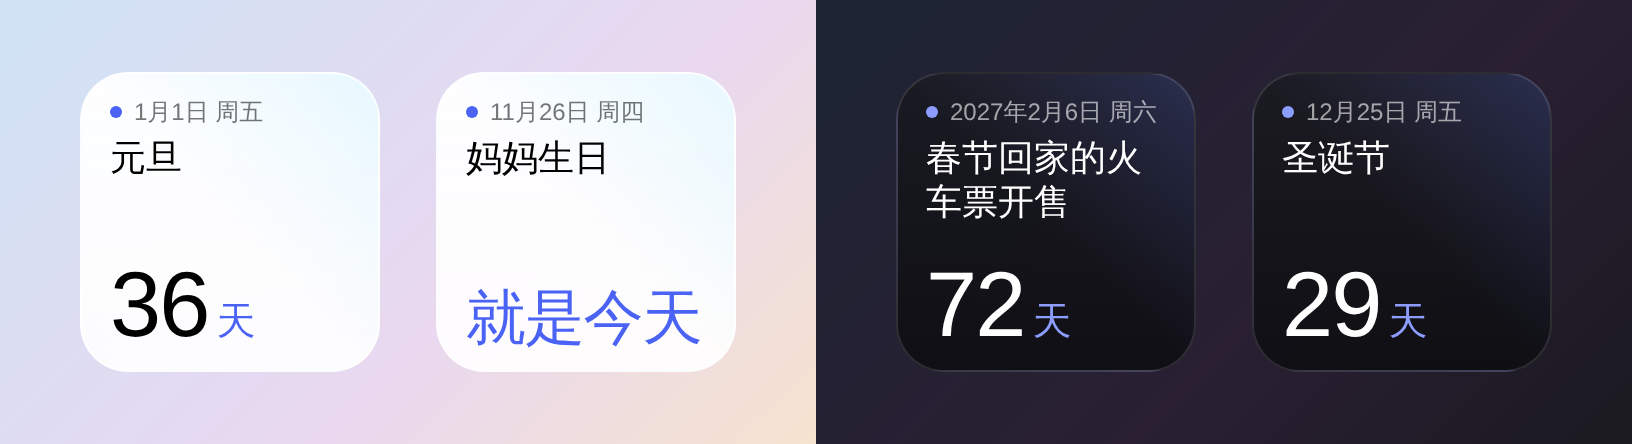 1月1日 周五
元旦
36 天
11月26日 周四
妈妈生日
就是今天
2027年2月6日 周六
春节回家的火
车票开售
72 天
12月25日 周五
圣诞节
29 天